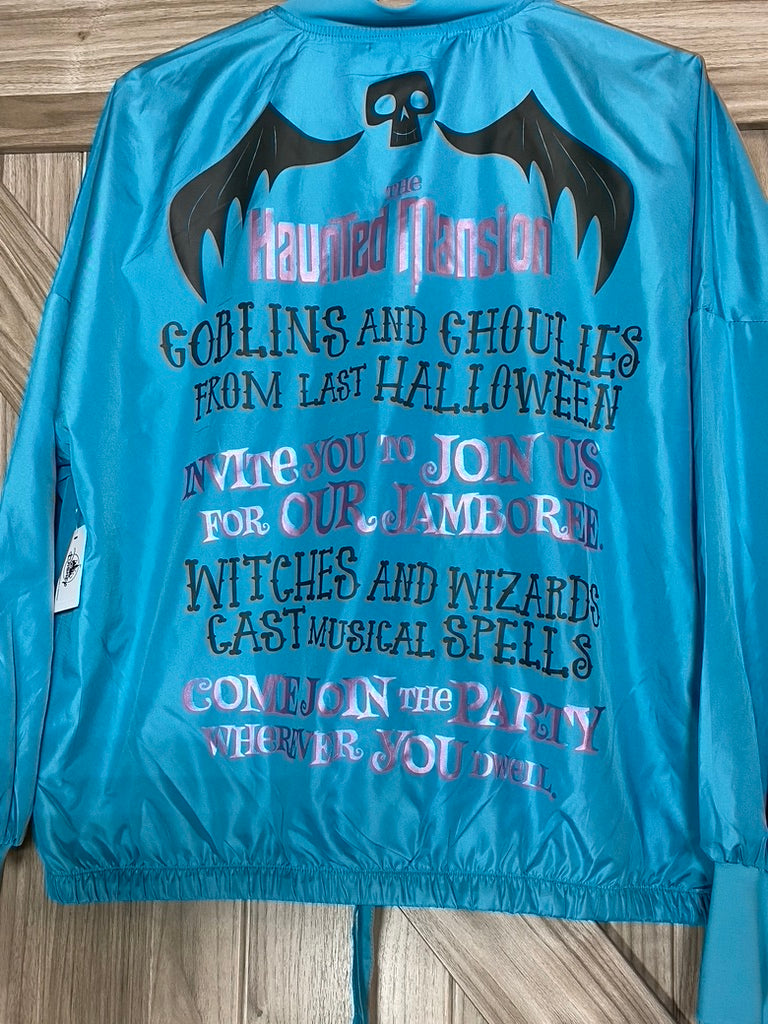 THE
Haunted Mansion
GOBLINS AND GHOULIES
FROM LAST HALLOWEEN
INVITE YOU TO JOIN US
FOR OUR JAMBOREE.
WITCHES AND WIZARDS
CAST MUSICAL SPELLS
COME JOIN THE PARTY
WHEREVER YOU DWELL.